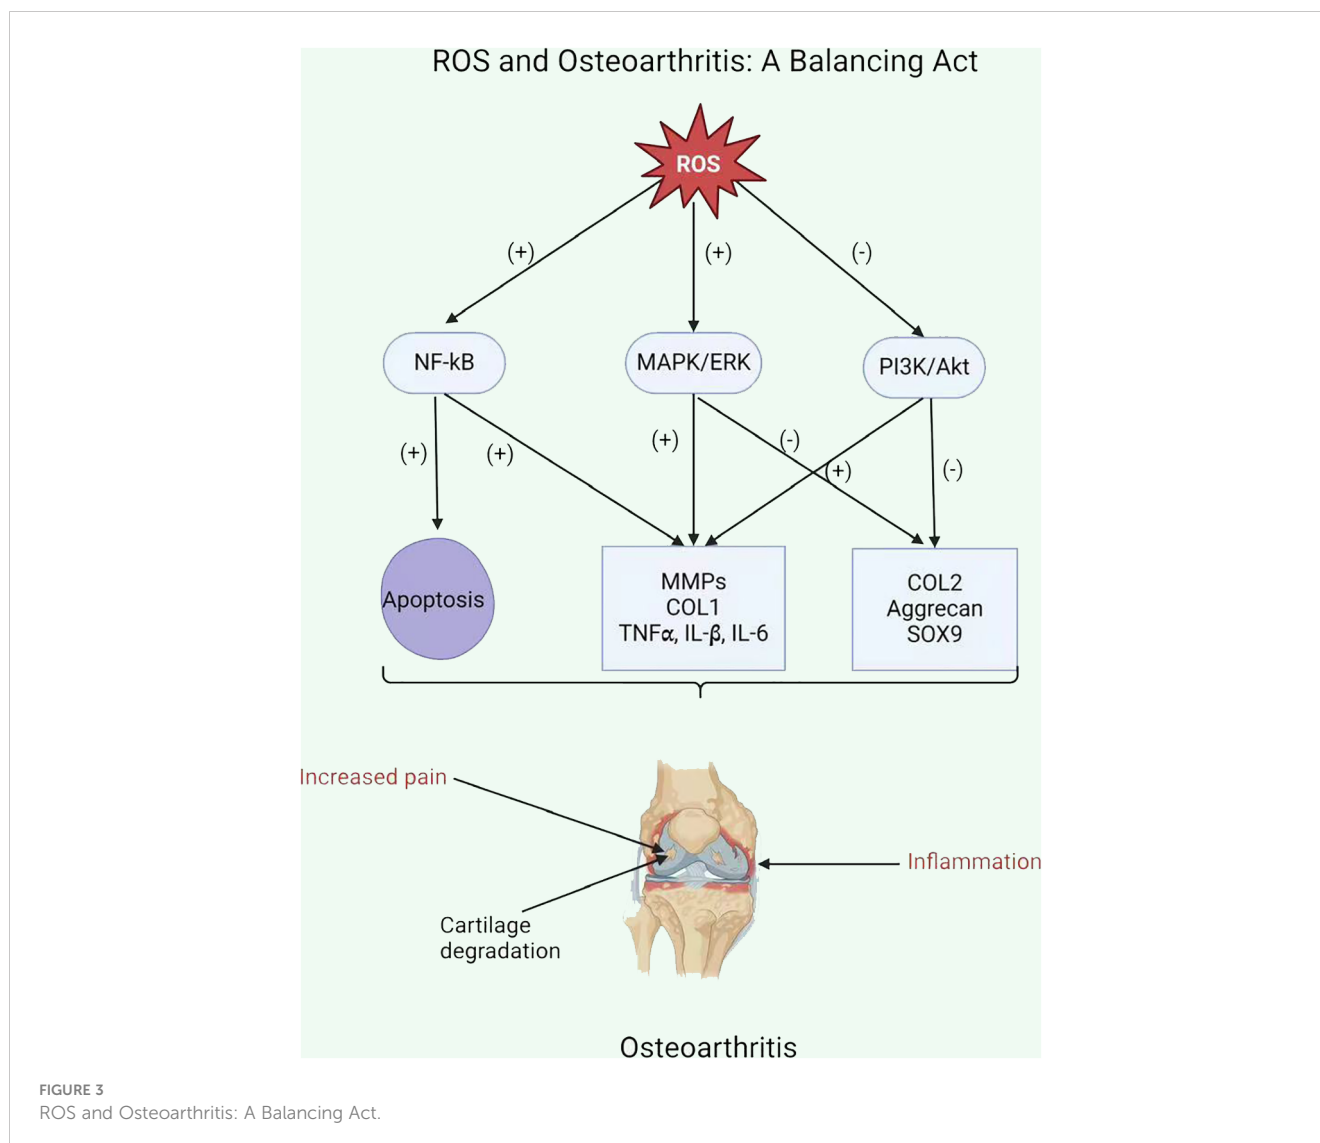 ROS and Osteoarthritis: A Balancing Act
ROS
(+)
(+)
(-)
NF-kB
MAPK/ERK
PI3K/Akt
(+)
(+)
(+)
(-)
(+)
(-)
Apoptosis
MMPs
COL1
TNFα, IL-β, IL-6
COL2
Aggrecan
SOX9
Increased pain
Inflammation
Cartilage
degradation
Osteoarthritis
FIGURE 3
ROS and Osteoarthritis: A Balancing Act.